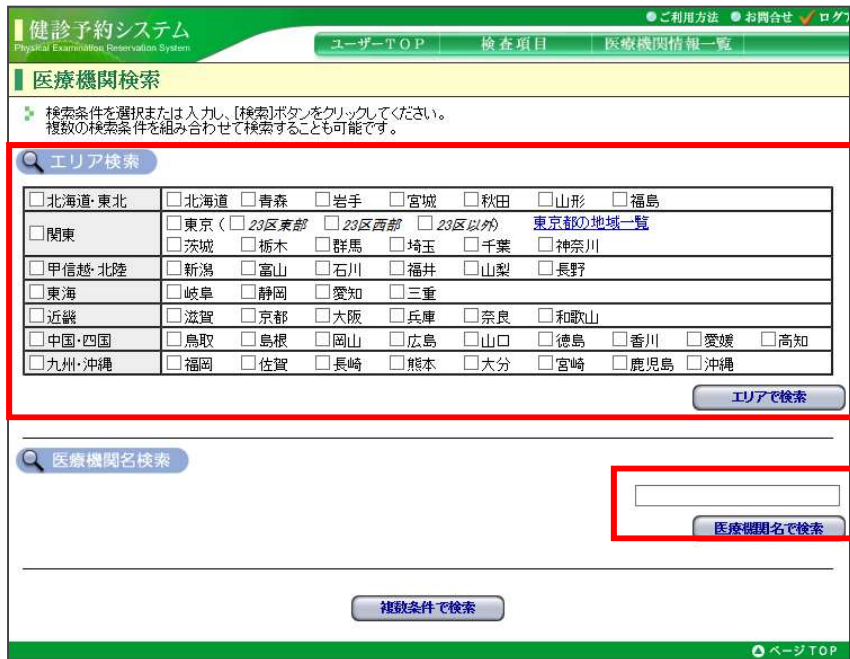 ●ご利用方法 ●お問合せ ログア
健診予約システム
Physical Examination Reservation System
ユーザーTOP 検査項目 医療機関情報一覧
医療機関検索
検索条件を選択または入力し、[検索]ボタンをクリックしてください。
複数の検索条件を組み合わせて検索することも可能です。
エリア検索
□北海道・東北 □北海道 □青森 □岩手 □宮城 □秋田 □山形 □福島
□関東 □東京(□23区東部 □23区西部 □23区以外) 東京都の地域一覧
□茨城 □栃木 □群馬 □埼玉 □千葉 □神奈川
□甲信越・北陸 □新潟 □富山 □石川 □福井 □山梨 □長野
□東海 □岐阜 □静岡 □愛知 □三重
□近畿 □滋賀 □京都 □大阪 □兵庫 □奈良 □和歌山
□中国・四国 □鳥取 □島根 □岡山 □広島 □山口 □徳島 □香川 □愛媛 □高知
□九州・沖縄 □福岡 □佐賀 □長崎 □熊本 □大分 □宮崎 □鹿児島 □沖縄
エリアで検索
医療機関名検索
医療機関名で検索
複数条件で検索
ページTOP